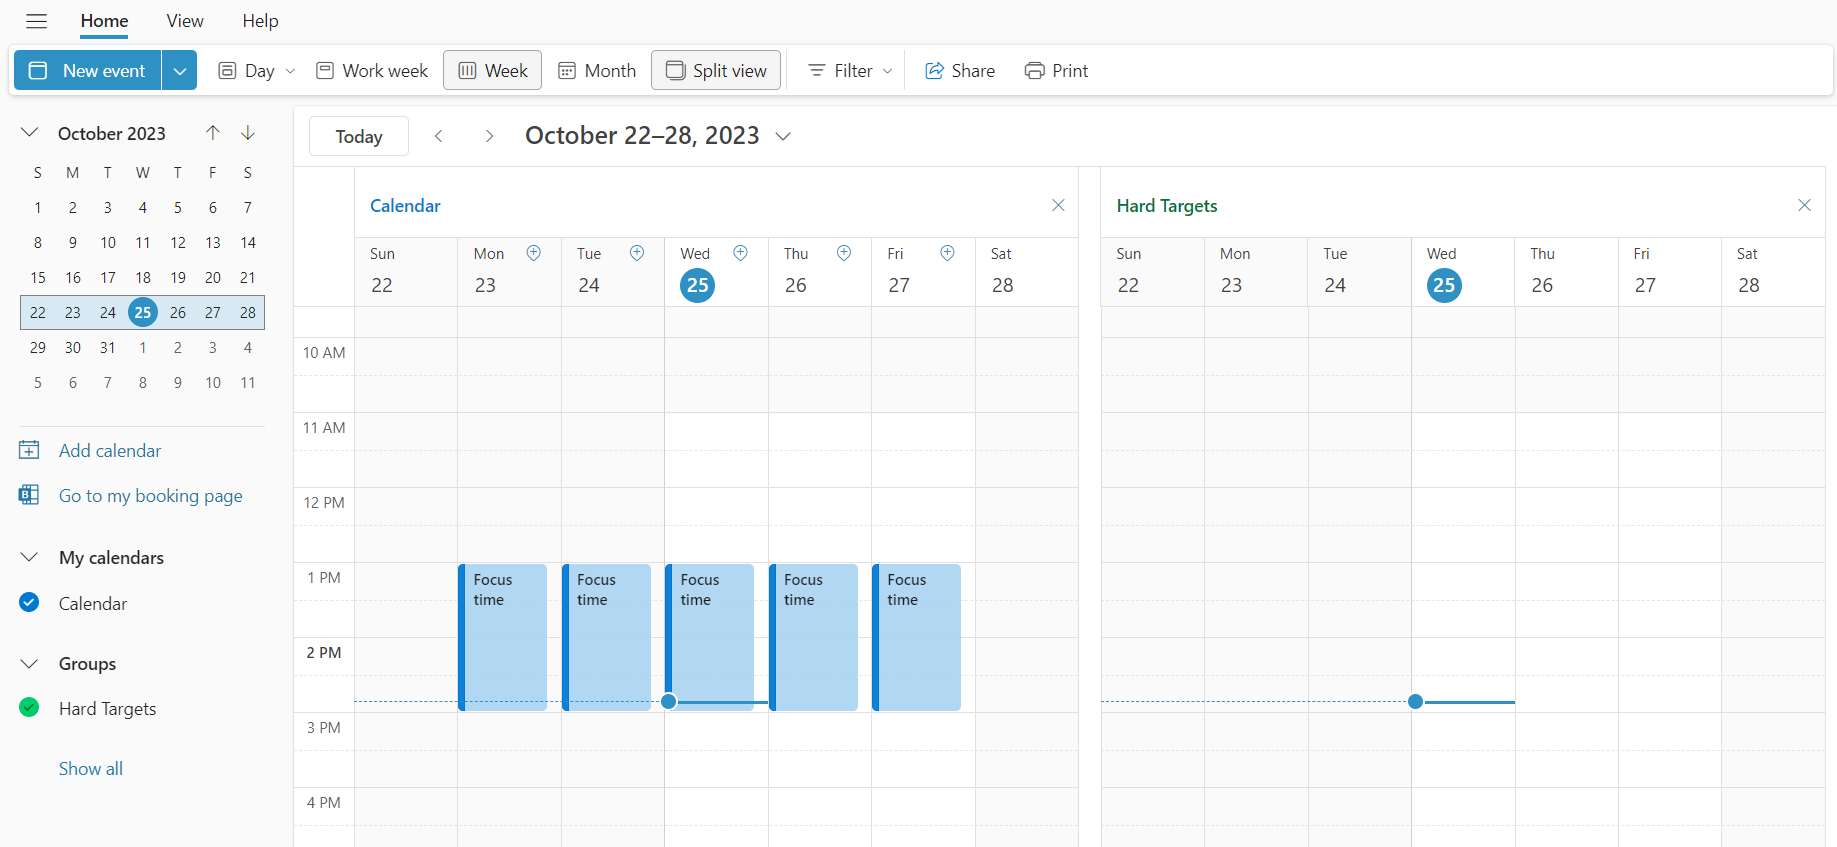 Home View Help
New event Day Work week Week Month Split view Filter Share Print
October 2023
S M T W T F S
1 2 3 4 5 6 7
8 9 10 11 12 13 14
15 16 17 18 19 20 21
22 23 24 25 26 27 28
29 30 31 1 2 3 4
5 6 7 8 9 10 11
Add calendar
B Go to my booking page
My calendars
Calendar
Groups
Hard Targets
Show all
Today October 22–28, 2023
Calendar
Sun Mon Tue Wed Thu Fri Sat
22 23 24 25 26 27 28
Hard Targets
Sun Mon Tue Wed Thu Fri Sat
22 23 24 25 26 27 28
10 AM
11 AM
12 PM
1 PM
2 PM
3 PM
4 PM
Focus
time
Focus
time
Focus
time
Focus
time
Focus
time